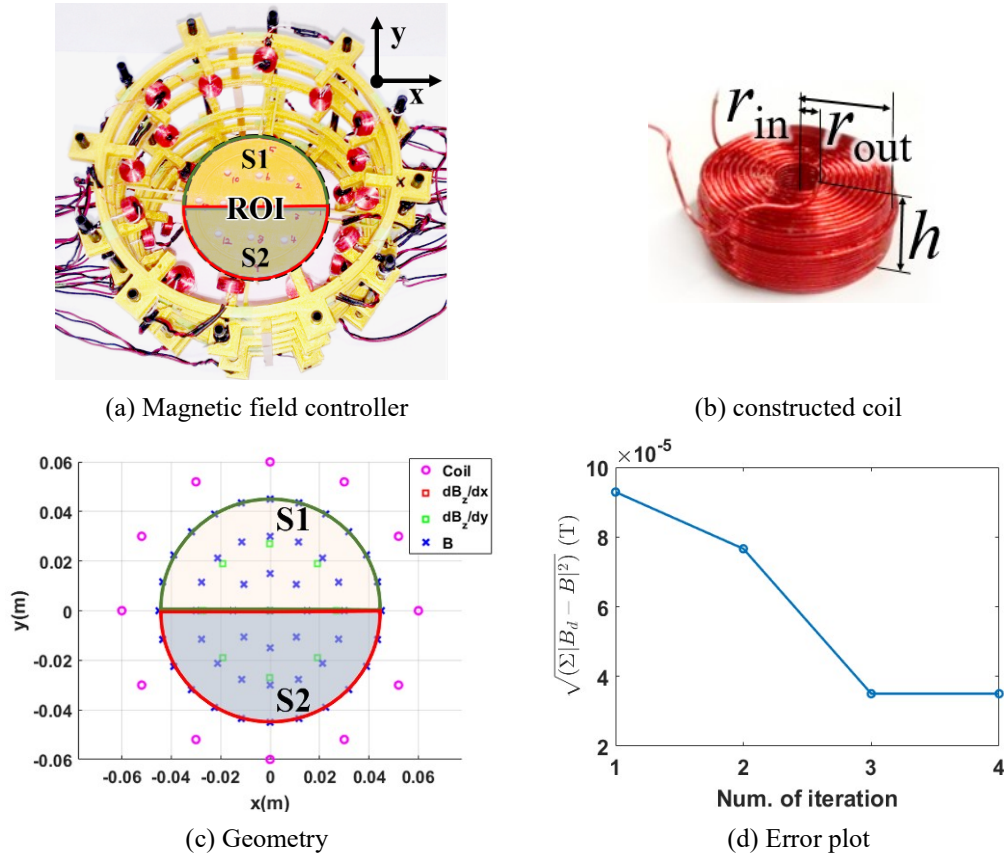 y
x
S1
ROI
S2
r_in
r_out
h
(a) Magnetic field controller
(b) constructed coil
0.06
0.04
0.02
0
-0.02
-0.04
-0.06
y(m)
-0.06 -0.04 -0.02 0 0.02 0.04 0.06
x(m)
Coil
dB_z/dx
dB_z/dy
B
S1
S2
×10^-5
10
8
6
4
2
√(Σ|B_d − B|²) (T)
1 2 3 4
Num. of iteration
(c) Geometry
(d) Error plot